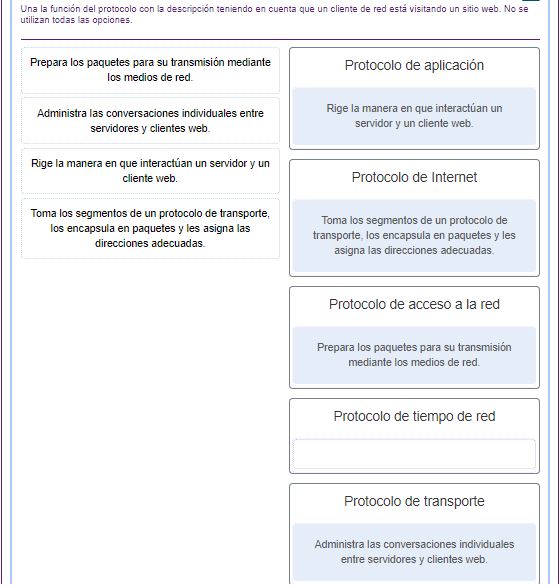 Una la función del protocolo con la descripción teniendo en cuenta que un cliente de red está visitando un sitio web. No se
utilizan todas las opciones.
Prepara los paquetes para su transmisión mediante
los medios de red.
Administra las conversaciones individuales entre
servidores y clientes web.
Rige la manera en que interactúan un servidor y un
cliente web.
Toma los segmentos de un protocolo de transporte,
los encapsula en paquetes y les asigna las
direcciones adecuadas.
Protocolo de aplicación
Rige la manera en que interactúan un
servidor y un cliente web.
Protocolo de Internet
Toma los segmentos de un protocolo de
transporte, los encapsula en paquetes y les
asigna las direcciones adecuadas.
Protocolo de acceso a la red
Prepara los paquetes para su transmisión
mediante los medios de red.
Protocolo de tiempo de red
Protocolo de transporte
Administra las conversaciones individuales
entre servidores y clientes web.